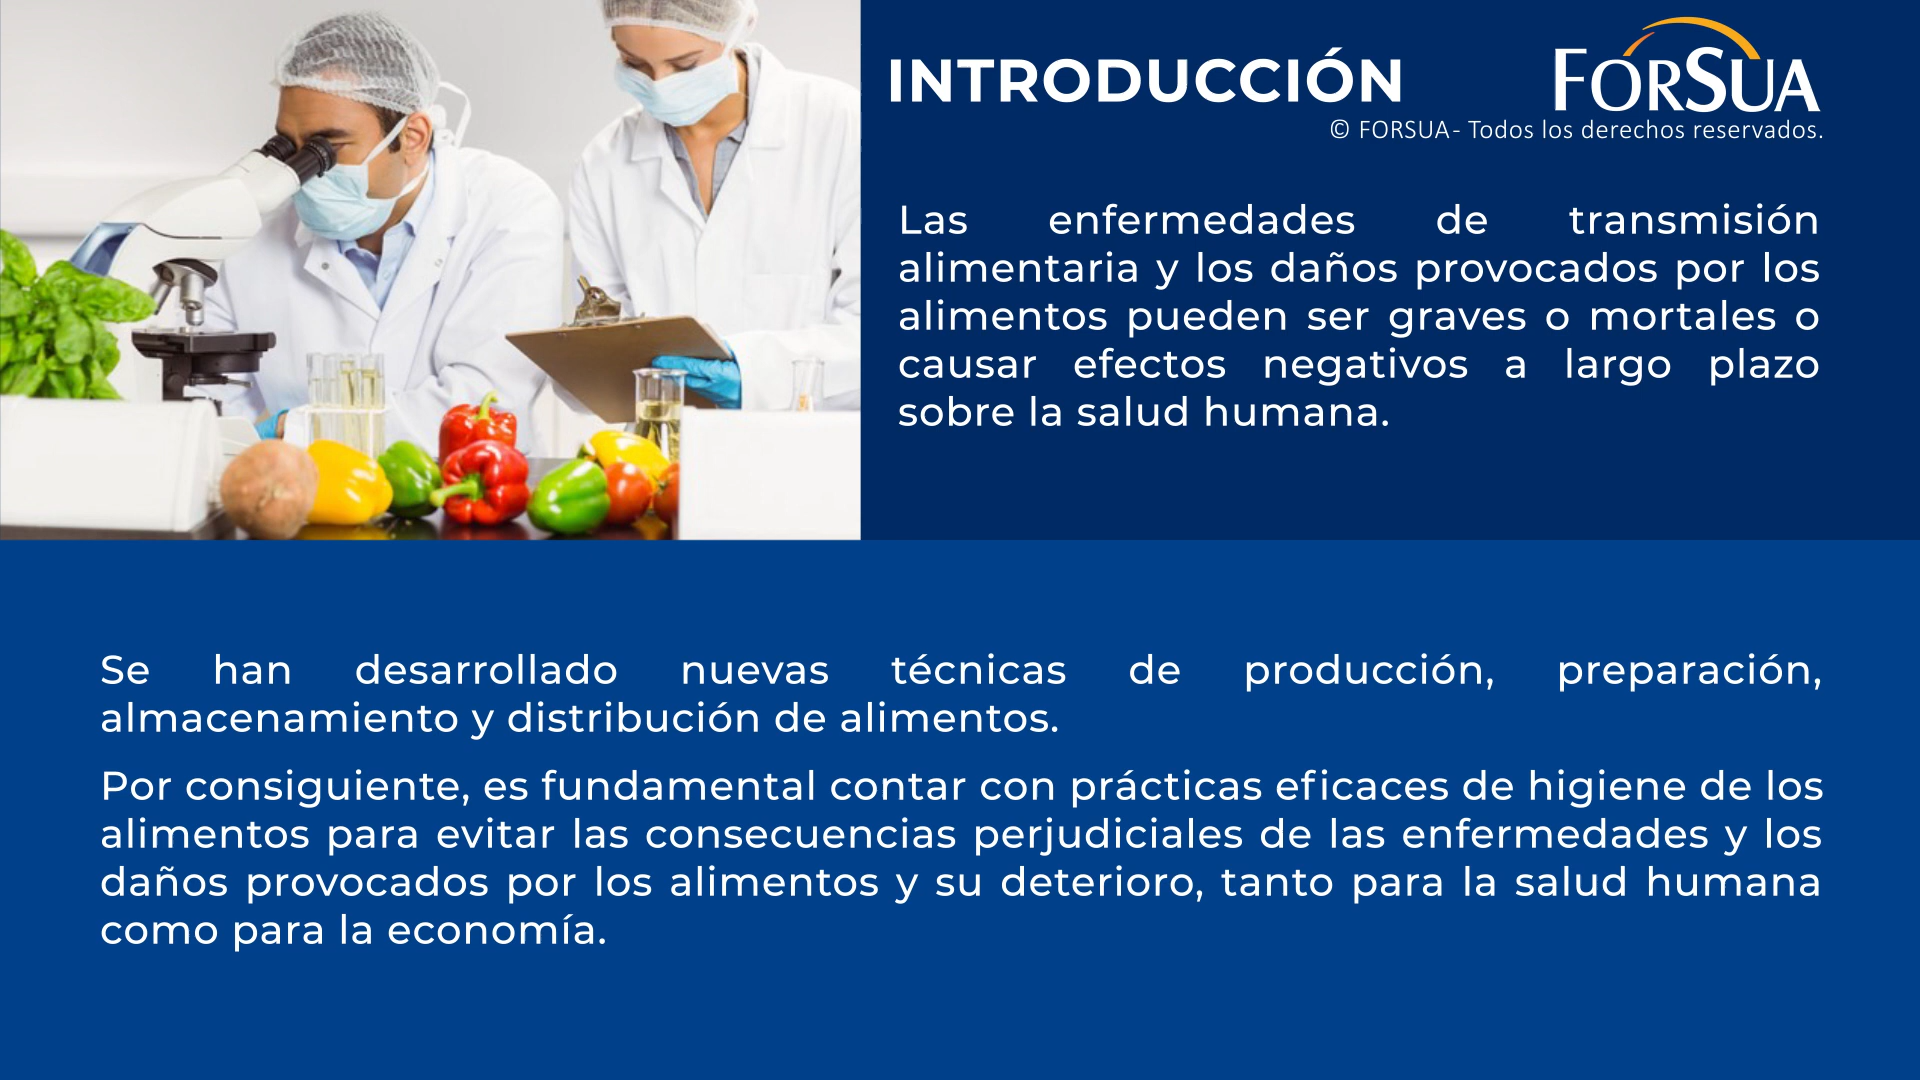 INTRODUCCIÓN
FORSUA
© FORSUA- Todos los derechos reservados.
Las enfermedades de transmisión
alimentaria y los daños provocados por los
alimentos pueden ser graves o mortales o
causar efectos negativos a largo plazo
sobre la salud humana.
Se han desarrollado nuevas técnicas de producción, preparación,
almacenamiento y distribución de alimentos.
Por consiguiente, es fundamental contar con prácticas eficaces de higiene de los
alimentos para evitar las consecuencias perjudiciales de las enfermedades y los
daños provocados por los alimentos y su deterioro, tanto para la salud humana
como para la economía.